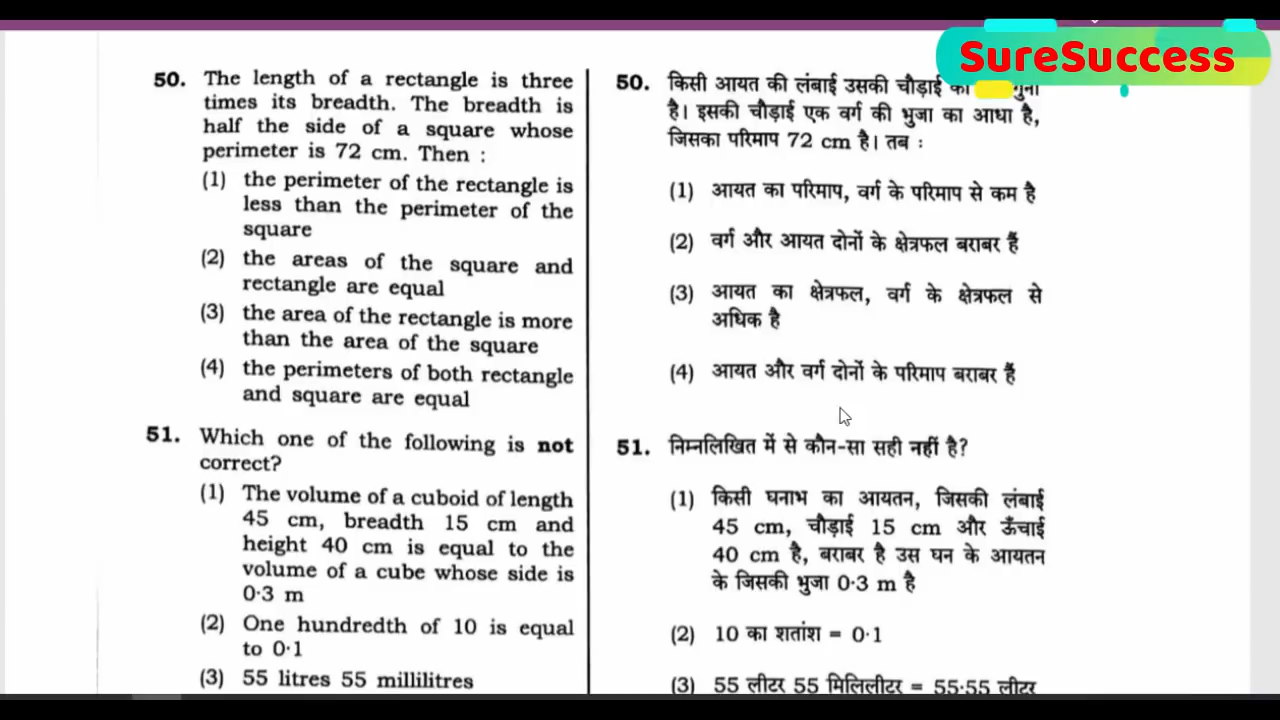 SureSuccess
50. The length of a rectangle is three
times its breadth. The breadth is
half the side of a square whose
perimeter is 72 cm. Then :
(1) the perimeter of the rectangle is
less than the perimeter of the
square
(2) the areas of the square and
rectangle are equal
(3) the area of the rectangle is more
than the area of the square
(4) the perimeters of both rectangle
and square are equal
51. Which one of the following is not
correct?
(1) The volume of a cuboid of length
45 cm, breadth 15 cm and
height 40 cm is equal to the
volume of a cube whose side is
0·3 m
(2) One hundredth of 10 is equal
to 0·1
(3) 55 litres 55 millilitres
50. किसी आयत की लंबाई उसकी चौड़ाई
है। इसकी चौड़ाई एक वर्ग की भुजा का आधा है,
जिसका परिमाप 72 cm है। तब :
(1) आयत का परिमाप, वर्ग के परिमाप से कम है
(2) वर्ग और आयत दोनों के क्षेत्रफल बराबर हैं
(3) आयत का क्षेत्रफल, वर्ग के क्षेत्रफल से
अधिक है
(4) आयत और वर्ग दोनों के परिमाप बराबर हैं
51. निम्नलिखित में से कौन-सा सही नहीं है?
(1) किसी घनाभ का आयतन, जिसकी लंबाई
45 cm, चौड़ाई 15 cm और ऊँचाई
40 cm है, बराबर है उस घन के आयतन
के जिसकी भुजा 0·3 m है
(2) 10 का शतांश = 0·1
(3) 55 लीटर 55 मिलिलीटर = 55·55 लीटर